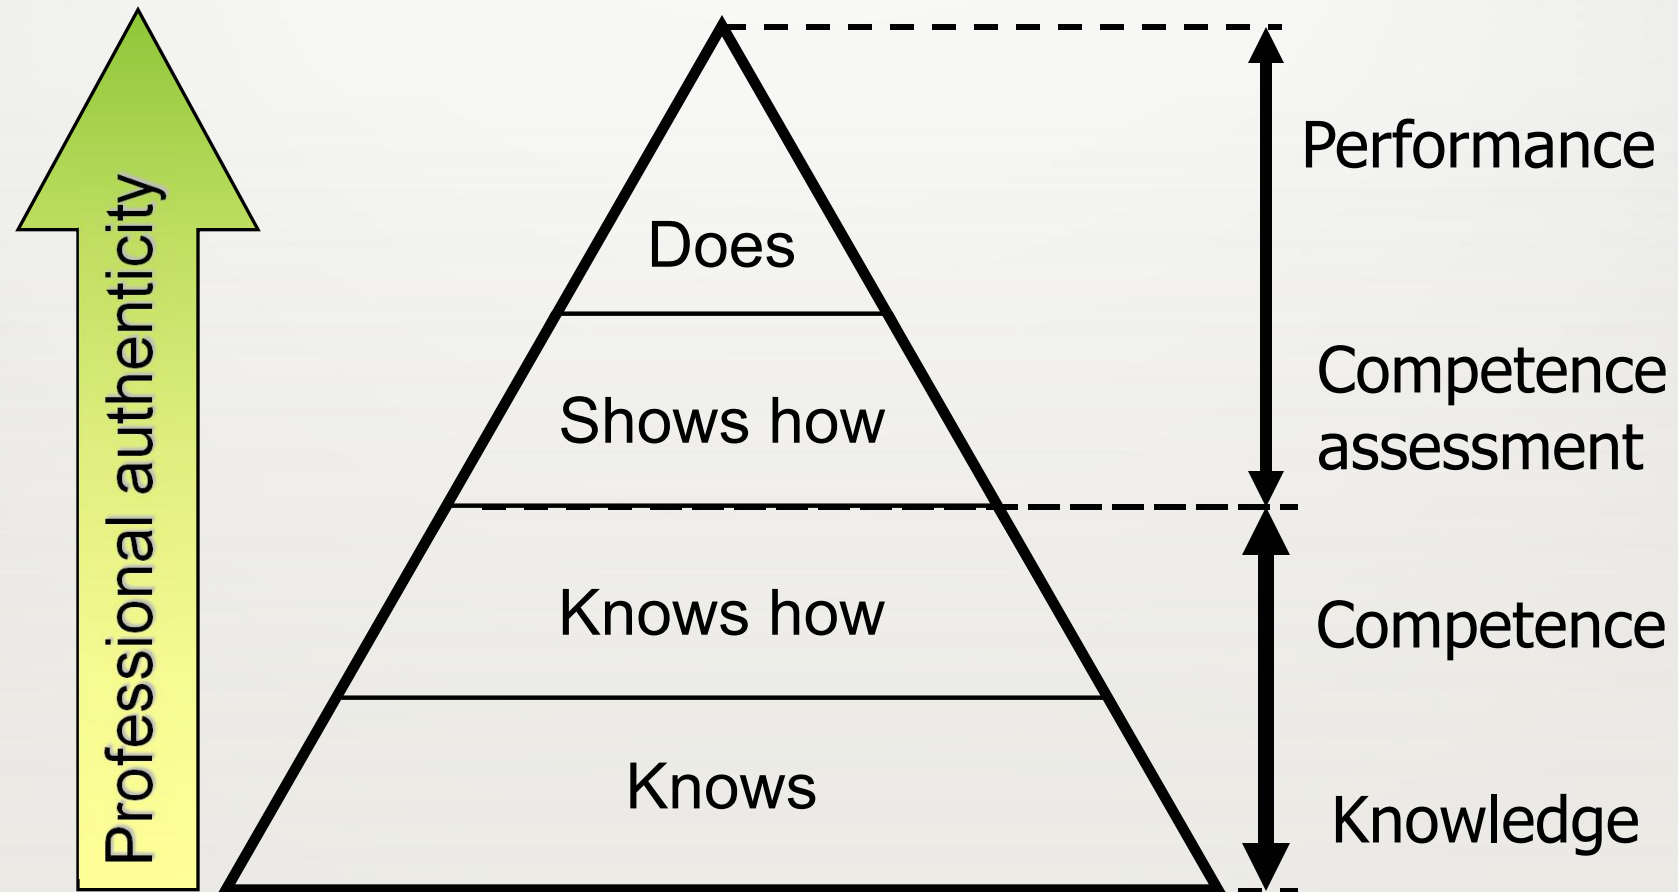 Professional authenticity
Does
Shows how
Knows how
Knows
Performance
Competence
assessment
Competence
Knowledge